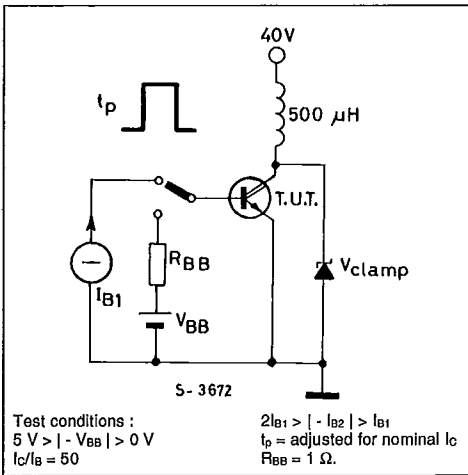 40V
tp
500 μH
T.U.T.
RBB
IB1
VBB
Vclamp
S-3672
Test conditions :
5 V > | - VBB | > 0 V
IC/IB = 50
2IB1 > | - IB2 | > IB1
tp = adjusted for nominal IC
RBB = 1 Ω.